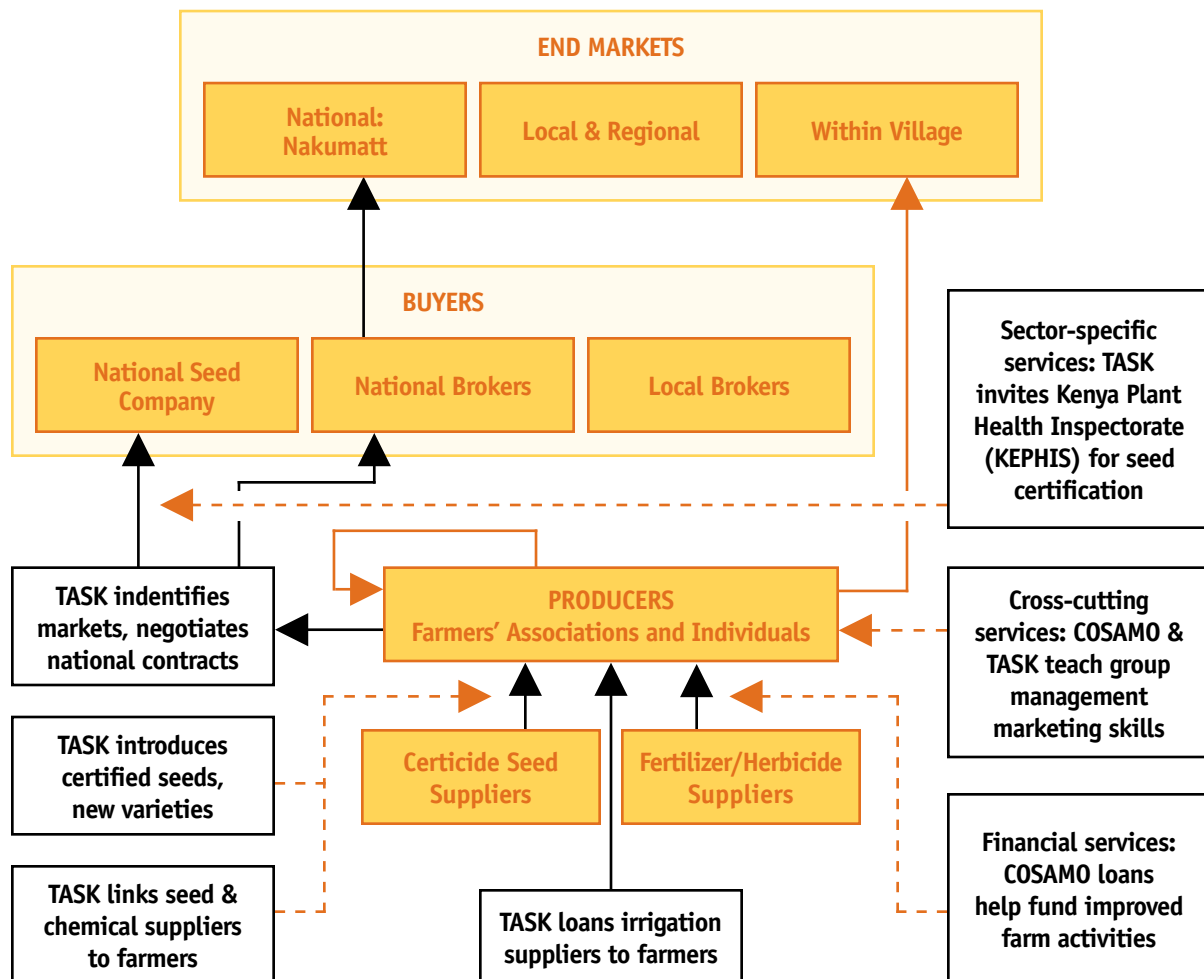 END MARKETS
National:
Nakumatt
Local & Regional
Within Village
BUYERS
National Seed
Company
National Brokers
Local Brokers
Sector-specific
services: TASK
invites Kenya Plant
Health Inspectorate
(KEPHIS) for seed
certification
TASK indentifies
markets, negotiates
national contracts
PRODUCERS
Farmers’ Associations and Individuals
Cross-cutting
services: COSAMO &
TASK teach group
management
marketing skills
TASK introduces
certified seeds,
new varieties
Certicide Seed
Suppliers
Fertilizer/Herbicide
Suppliers
TASK links seed &
chemical suppliers
to farmers
TASK loans irrigation
suppliers to farmers
Financial services:
COSAMO loans
help fund improved
farm activities